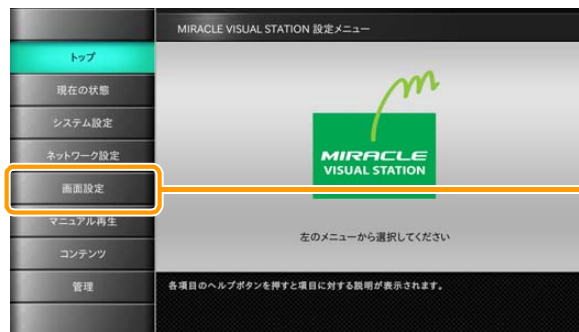 MIRACLE VISUAL STATION 設定メニュー
トップ
現在の状態
システム設定
ネットワーク設定
画面設定
マニュアル再生
コンテンツ
管理
m
MIRACLE
VISUAL STATION
左のメニューから選択してください
各項目のヘルプボタンを押すと項目に対する説明が表示されます。